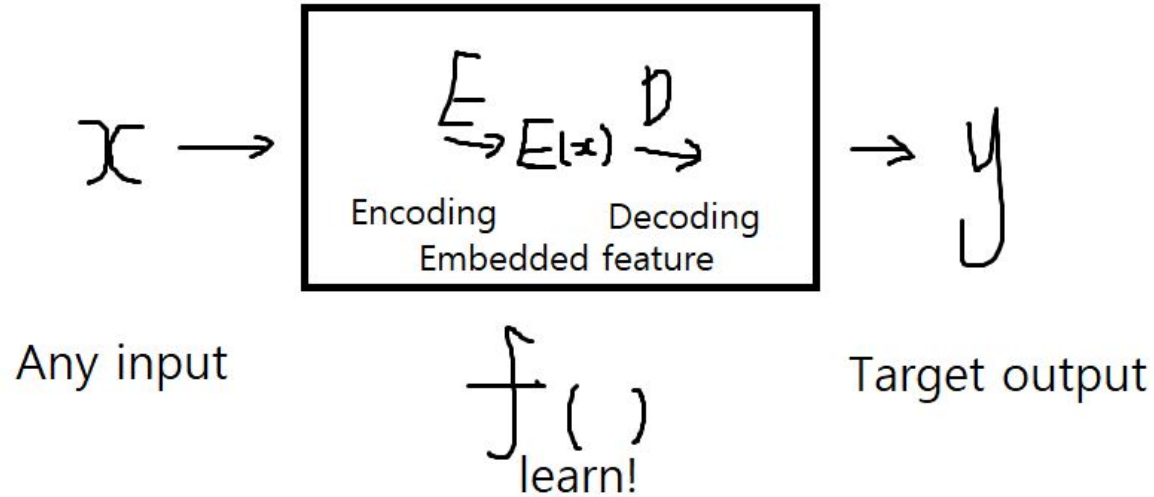 E D
x → → E(x) → → y
Encoding Decoding
Embedded feature
Any input f( ) Target output
learn!